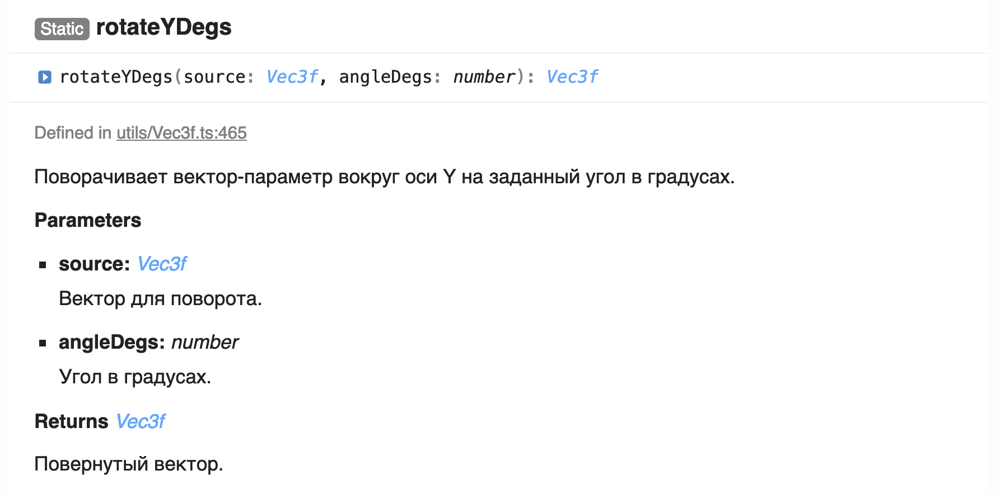 Static rotateYDegs
rotateYDegs(source: Vec3f, angleDegs: number): Vec3f
Defined in utils/Vec3f.ts:465
Поворачивает вектор-параметр вокруг оси Y на заданный угол в градусах.
Parameters
source: Vec3f
Вектор для поворота.
angleDegs: number
Угол в градусах.
Returns Vec3f
Повернутый вектор.